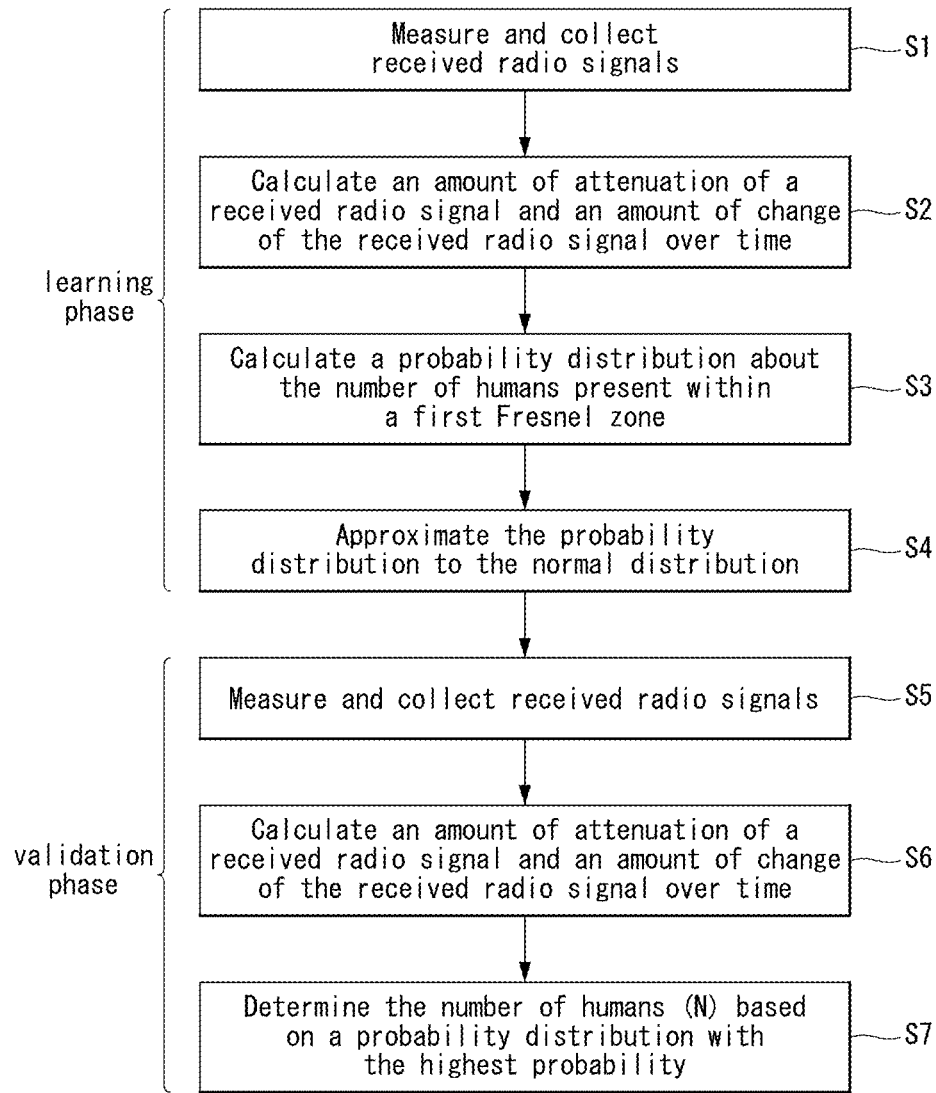 Measure and collect
received radio signals
S1
Calculate an amount of attenuation of a
received radio signal and an amount of change
of the received radio signal over time
S2
learning
phase
Calculate a probability distribution about
the number of humans present within
a first Fresnel zone
S3
Approximate the probability
distribution to the normal distribution
S4
Measure and collect received radio signals
S5
validation
phase
Calculate an amount of attenuation of a
received radio signal and an amount of change
of the received radio signal over time
S6
Determine the number of humans (N) based
on a probability distribution with
the highest probability
S7